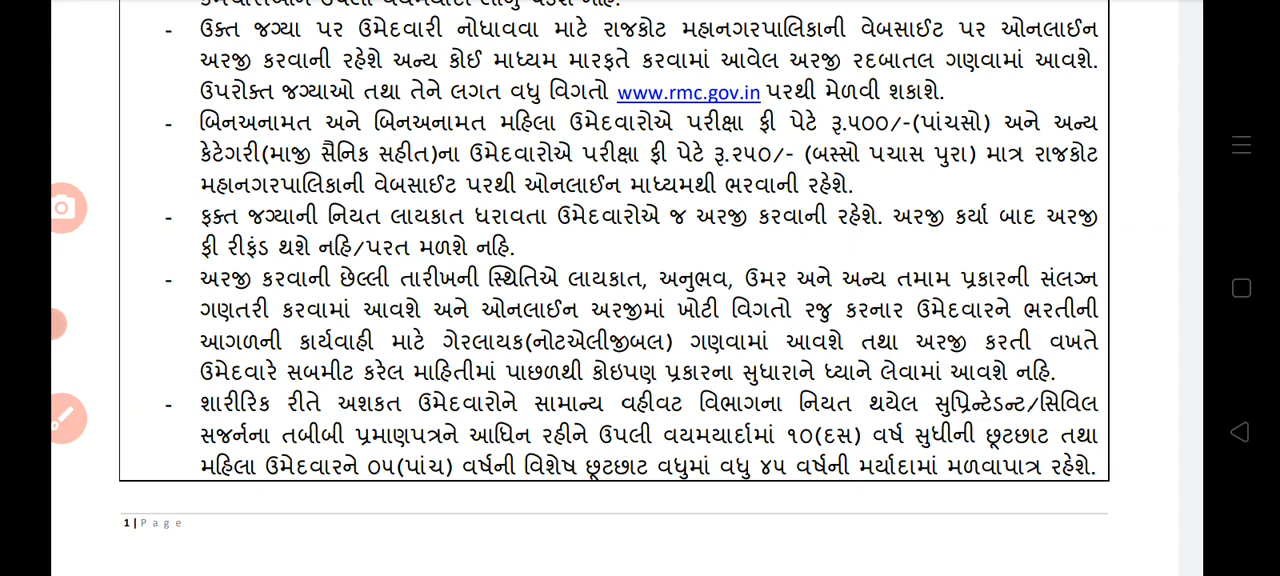 - ઉક્ત જગ્યા પર ઉમેદવારી નોધાવવા માટે રાજકોટ મહાનગરપાલિકાની વેબસાઈટ પર ઓનલાઈન
અરજી કરવાની રહેશે અન્ય કોઈ માધ્યમ મારફતે કરવામાં આવેલ અરજી રદબાતલ ગણવામાં આવશે.
ઉપરોક્ત જગ્યાઓ તથા તેને લગત વધુ વિગતો www.rmc.gov.in પરથી મેળવી શકાશે.
- બિનઅનામત અને બિનઅનામત મહિલા ઉમેદવારોએ પરીક્ષા ફી પેટે રૂ.૫૦૦/-(પાંચસો) અને અન્ય
કેટેગરી(માજી સૈનિક સહીત)ના ઉમેદવારોએ પરીક્ષા ફી પેટે રૂ.૨૫૦/- (બસ્સો પચાસ પુરા) માત્ર રાજકોટ
મહાનગરપાલિકાની વેબસાઈટ પરથી ઓનલાઈન માધ્યમથી ભરવાની રહેશે.
- ફક્ત જગ્યાની નિયત લાયકાત ધરાવતા ઉમેદવારોએ જ અરજી કરવાની રહેશે. અરજી કર્યા બાદ અરજી
ફી રીફંડ થશે નહિ/પરત મળશે નહિ.
- અરજી કરવાની છેલ્લી તારીખની સ્થિતિએ લાયકાત, અનુભવ, ઉમર અને અન્ય તમામ પ્રકારની સંલગ્ન
ગણતરી કરવામાં આવશે અને ઓનલાઈન અરજીમાં ખોટી વિગતો રજુ કરનાર ઉમેદવારને ભરતીની
આગળની કાર્યવાહી માટે ગેરલાયક(નોટએલીજીબલ) ગણવામાં આવશે તથા અરજી કરતી વખતે
ઉમેદવારે સબમીટ કરેલ માહિતીમાં પાછળથી કોઇપણ પ્રકારના સુધારાને ધ્યાને લેવામાં આવશે નહિ.
- શારીરિક રીતે અશકત ઉમેદવારોને સામાન્ય વહીવટ વિભાગના નિયત થયેલ સુપ્રિન્ટેડન્ટ/સિવિલ
સજર્નના તબીબી પ્રમાણપત્રને આધિન રહીને ઉપલી વયમયાર્દામાં ૧૦(દસ) વર્ષ સુધીની છૂટછાટ તથા
મહિલા ઉમેદવારને ૦૫(પાંચ) વર્ષની વિશેષ છૂટછાટ વધુમાં વધુ ૪૫ વર્ષની મર્યાદામાં મળવાપાત્ર રહેશે.
1 | Page